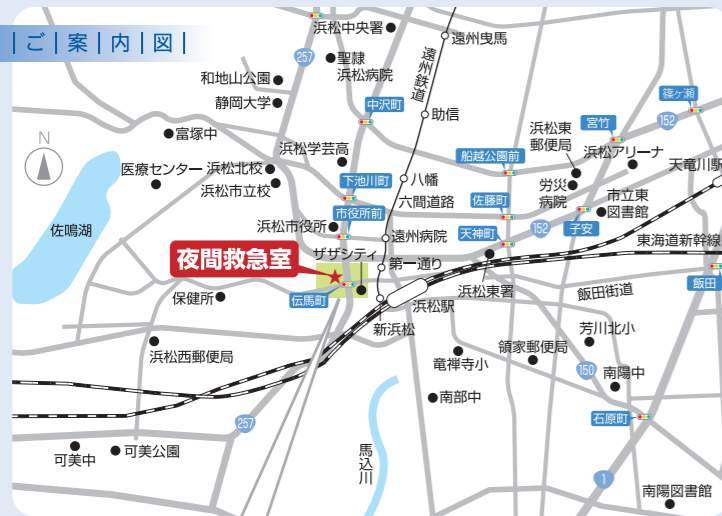 ご案内図
浜松中央署
遠州曳馬
257
聖隷
浜松病院
遠州鉄道
和地山公園
静岡大学
中沢町
助信
篠ヶ瀬
152
宮竹
浜松東
郵便局
浜松アリーナ
N
富塚中
浜松学芸高
船越公園前
天竜川駅
医療センター
浜松北校
浜松市立校
下池川町
八幡
労災
病院
六間道路
佐藤町
市立東
図書館
市役所前
浜松市役所
遠州病院
天神町
152
子安
佐鳴湖
夜間救急室
ザザシティ
第一通り
東海道新幹線
保健所
伝馬町
浜松駅
浜松東署
飯田街道
飯田
新浜松
芳川北小
浜松西郵便局
竜禅寺小
領家郵便局
150
南陽中
南部中
257
石原町
可美中
可美公園
馬込川
1
南陽図書館